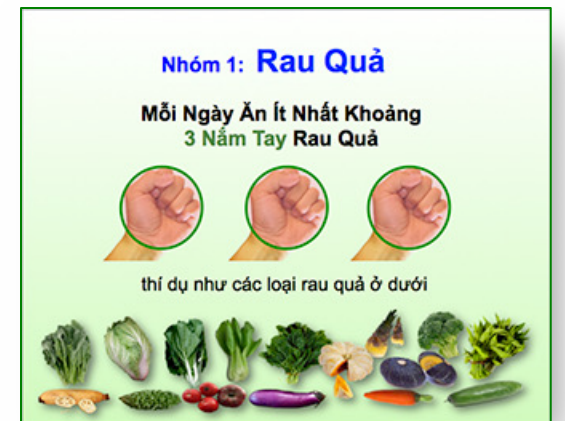 Nhóm 1: Rau Quả
Mỗi Ngày Ăn Ít Nhất Khoảng
3 Nắm Tay Rau Quả
thí dụ như các loại rau quả ở dưới